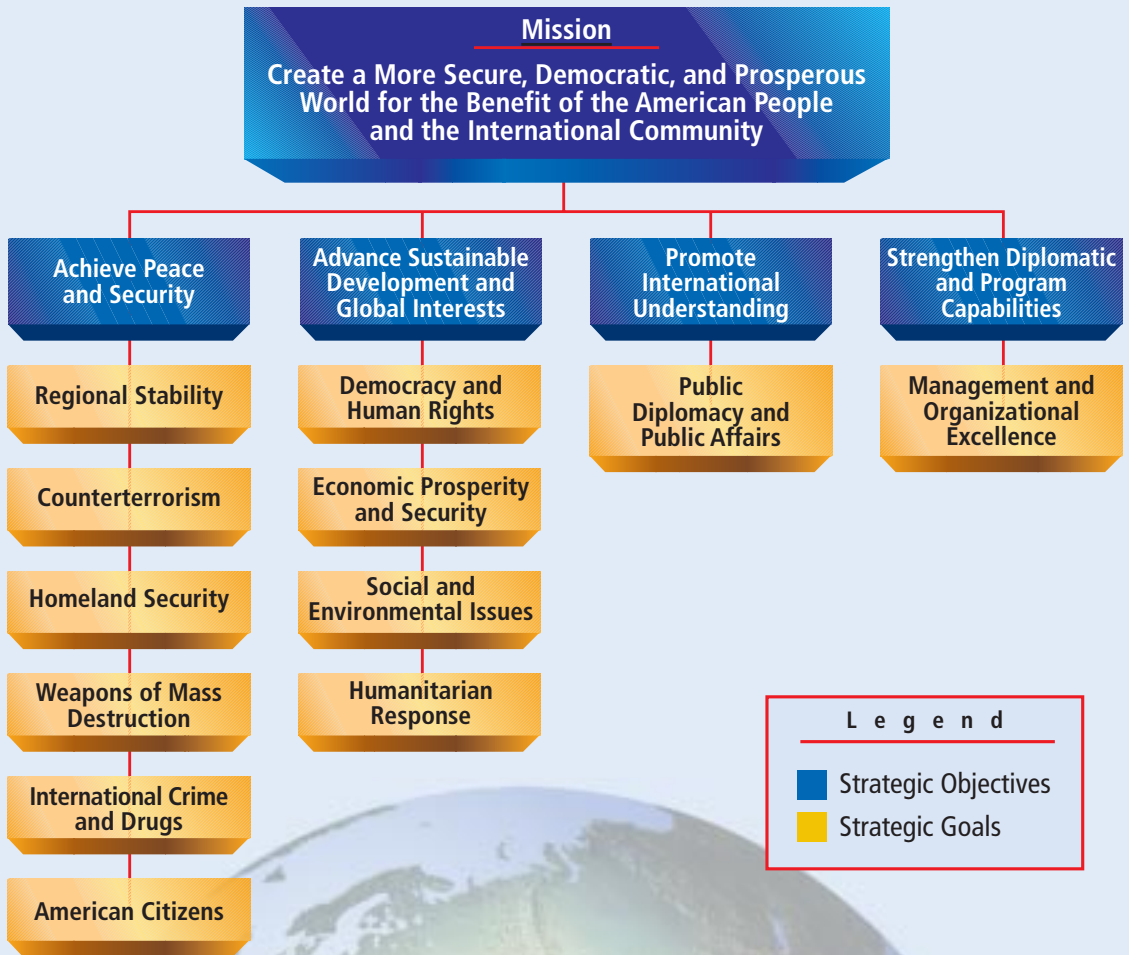 Mission
Create a More Secure, Democratic, and Prosperous
World for the Benefit of the American People
and the International Community
Achieve Peace
and Security
Regional Stability
Counterterrorism
Homeland Security
Weapons of Mass
Destruction
International Crime
and Drugs
American Citizens
Advance Sustainable
Development and
Global Interests
Democracy and
Human Rights
Economic Prosperity
and Security
Social and
Environmental Issues
Humanitarian
Response
Promote
International
Understanding
Public
Diplomacy and
Public Affairs
Strengthen Diplomatic
and Program
Capabilities
Management and
Organizational
Excellence
Legend
Strategic Objectives
Strategic Goals